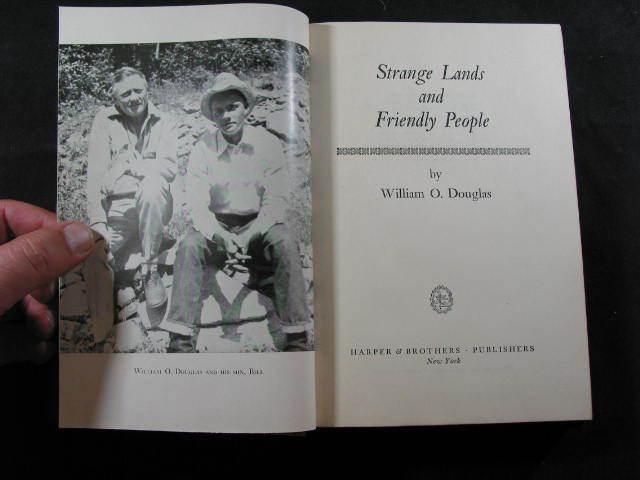 William O. Douglas and his son, Bill
Strange Lands
and
Friendly People
by
William O. Douglas
HARPER & BROTHERS · PUBLISHERS
New York